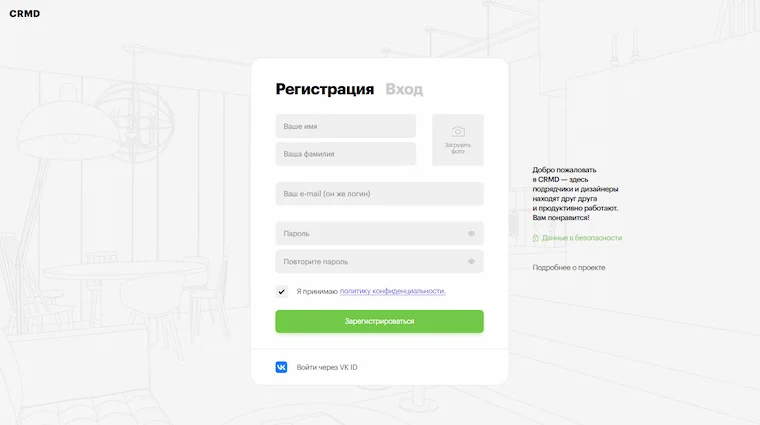 CRMD
Регистрация Вход
Ваше имя
Ваша фамилия
Загрузить
фото
Ваш e-mail (он же логин)
Пароль
Повторите пароль
Я принимаю политику конфиденциальности.
Зарегистрироваться
Войти через VK ID
Добро пожаловать
в CRMD — здесь
подрядчики и дизайнеры
находят друг друга
и продуктивно работают.
Вам понравится!
Данные в безопасности
Подробнее о проекте